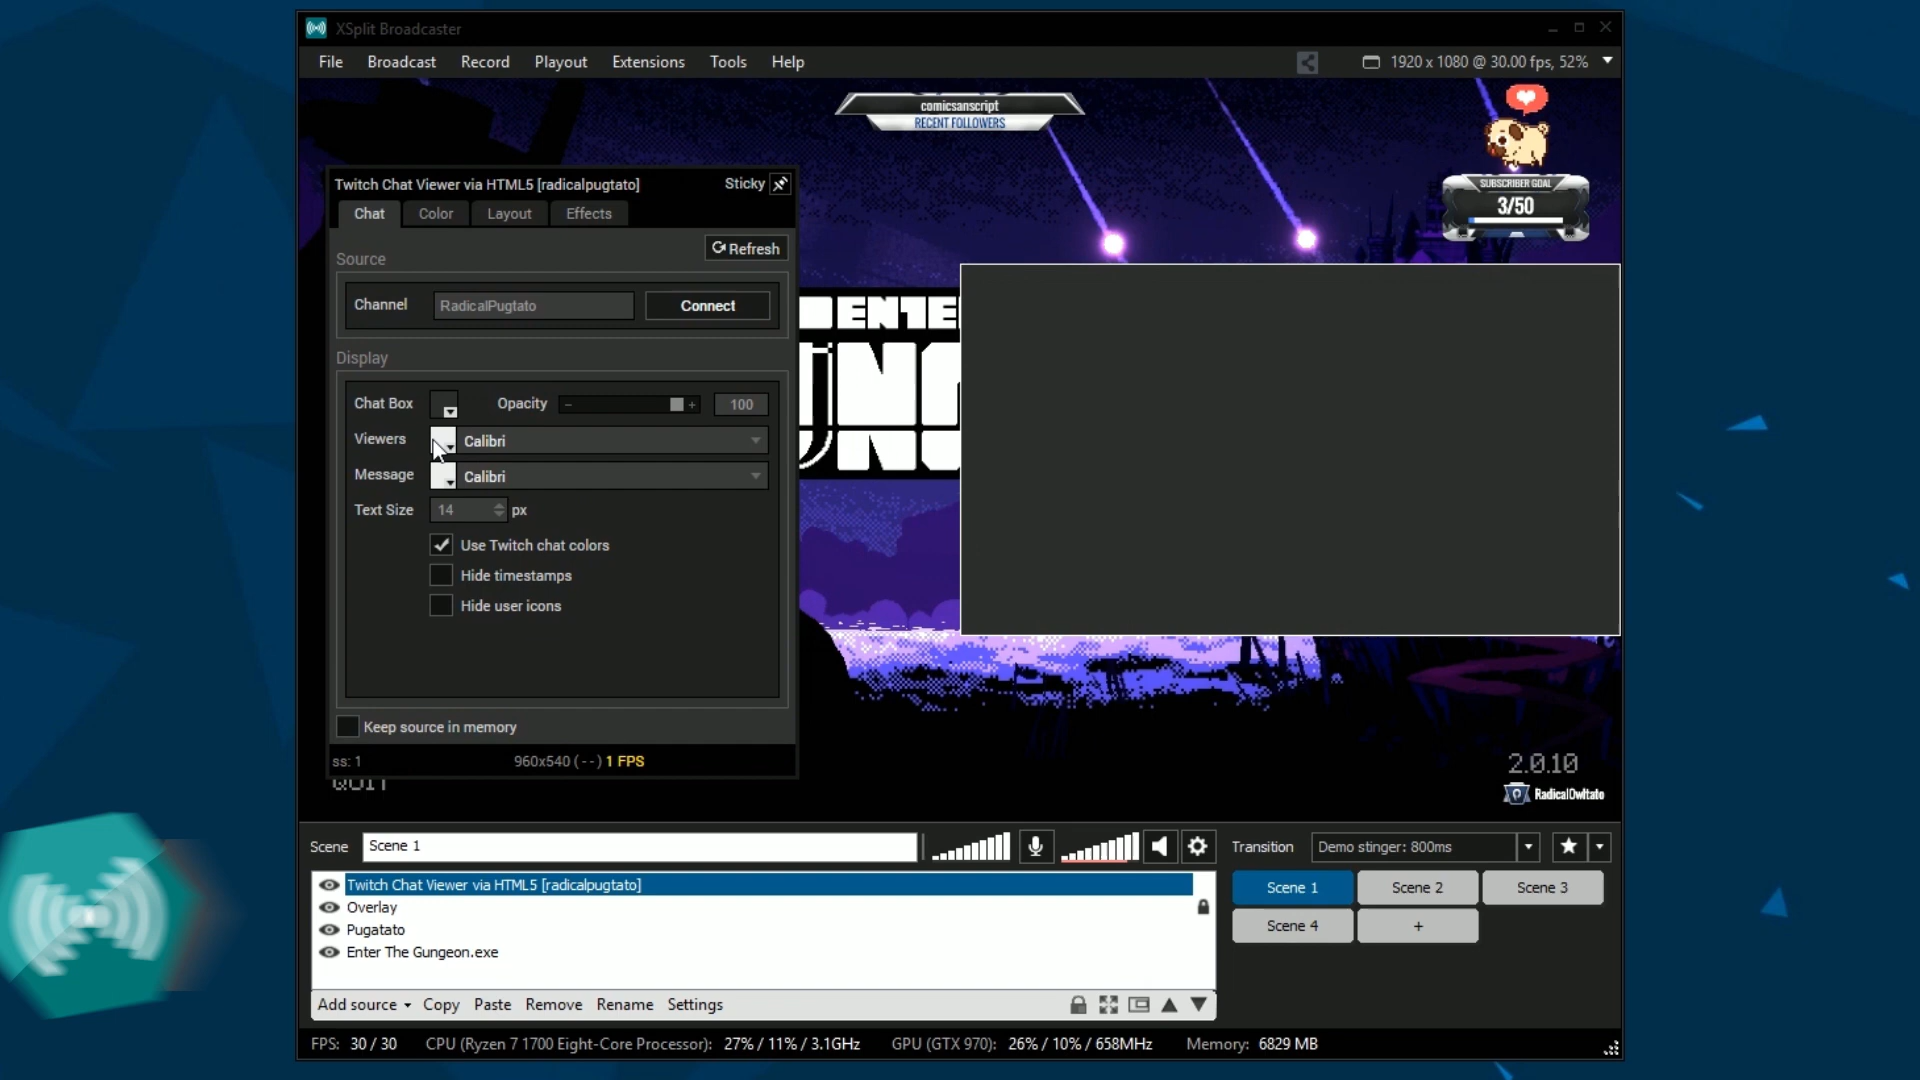 XSplit Broadcaster
File Broadcast Record Playout Extensions Tools Help
1920 x 1080 @ 30.00 fps, 52%
comicsanscript
RECENT FOLLOWERS
SUBSCRIBER GOAL
3/50
Twitch Chat Viewer via HTML5 [radicalpugtato] Sticky
Chat Color Layout Effects
Refresh
Source
Channel RadicalPugtato Connect
Display
Chat Box Opacity - + 100
Viewers Calibri
Message Calibri
Text Size 14 px
Use Twitch chat colors
Hide timestamps
Hide user icons
Keep source in memory
ss: 1 960x540 (--) 1 FPS
QUIT
2.0.10
RadicalOwltato
Scene Scene 1
Transition Demo stinger: 800ms
Twitch Chat Viewer via HTML5 [radicalpugtato]
Overlay
Pugatato
Enter The Gungeon.exe
Scene 1 Scene 2 Scene 3
Scene 4 +
Add source Copy Paste Remove Rename Settings
FPS: 30 / 30 CPU (Ryzen 7 1700 Eight-Core Processor): 27% / 11% / 3.1GHz GPU (GTX 970): 26% / 10% / 658MHz Memory: 6829 MB